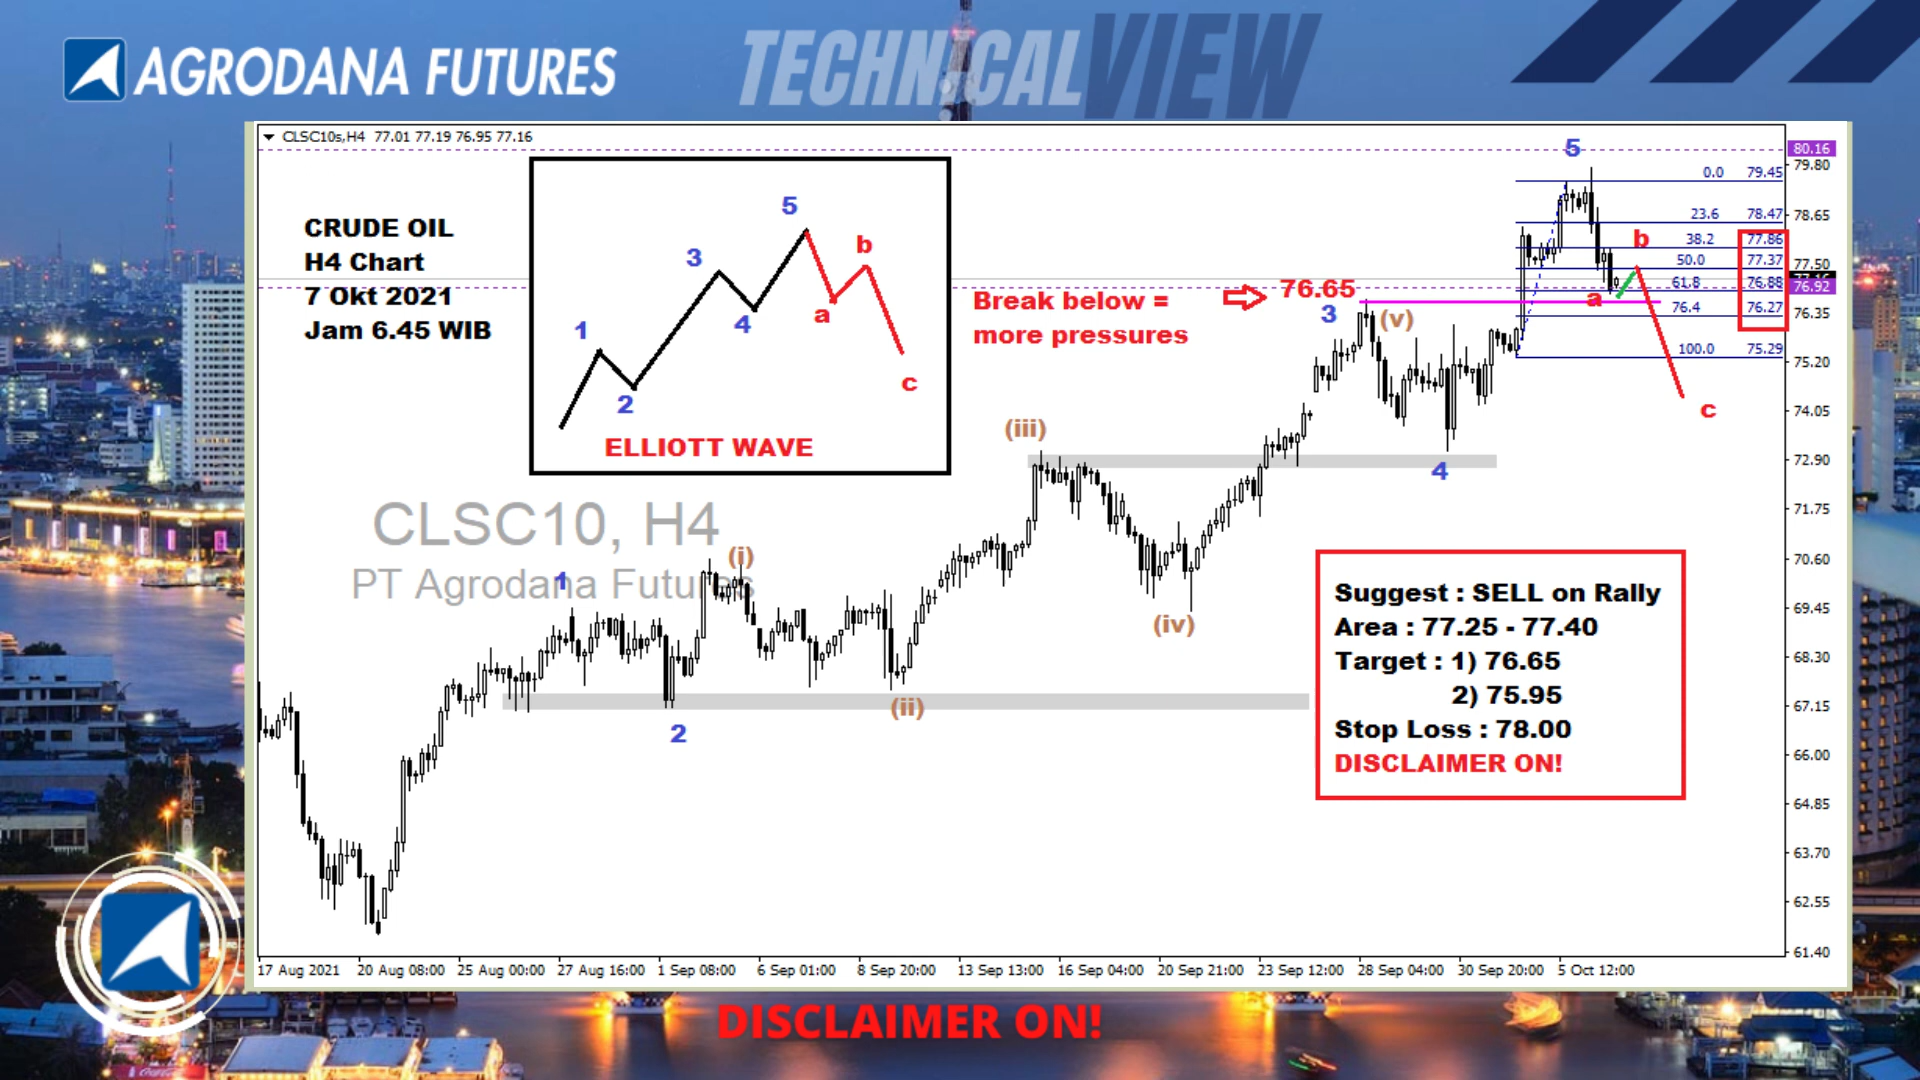 AGRODANA FUTURES
TECHNICAL VIEW
CLSC10s,H4 77.01 77.19 76.95 77.16
CRUDE OIL
H4 Chart
7 Okt 2021
Jam 6.45 WIB
5
3
b
1
4
a
2
c
ELLIOTT WAVE
Break below =
more pressures
76.65
CLSC10, H4
PT Agrodana Futures
1
2
(i)
(ii)
(iii)
(iv)
3
(v)
4
5
a
b
c
0.0 79.45
23.6 78.47
38.2 77.86
50.0 77.37
61.8 76.88
76.4 76.27
100.0 75.29
80.16
79.80
78.65
77.50
76.92
76.35
75.20
74.05
72.90
71.75
70.60
69.45
68.30
67.15
66.00
64.85
63.70
62.55
61.40
Suggest : SELL on Rally
Area : 77.25 - 77.40
Target : 1) 76.65
2) 75.95
Stop Loss : 78.00
DISCLAIMER ON!
17 Aug 2021 20 Aug 08:00 25 Aug 00:00 27 Aug 16:00 1 Sep 08:00 6 Sep 01:00 8 Sep 20:00 13 Sep 13:00 16 Sep 04:00 20 Sep 21:00 23 Sep 12:00 28 Sep 04:00 30 Sep 20:00 5 Oct 12:00
DISCLAIMER ON!